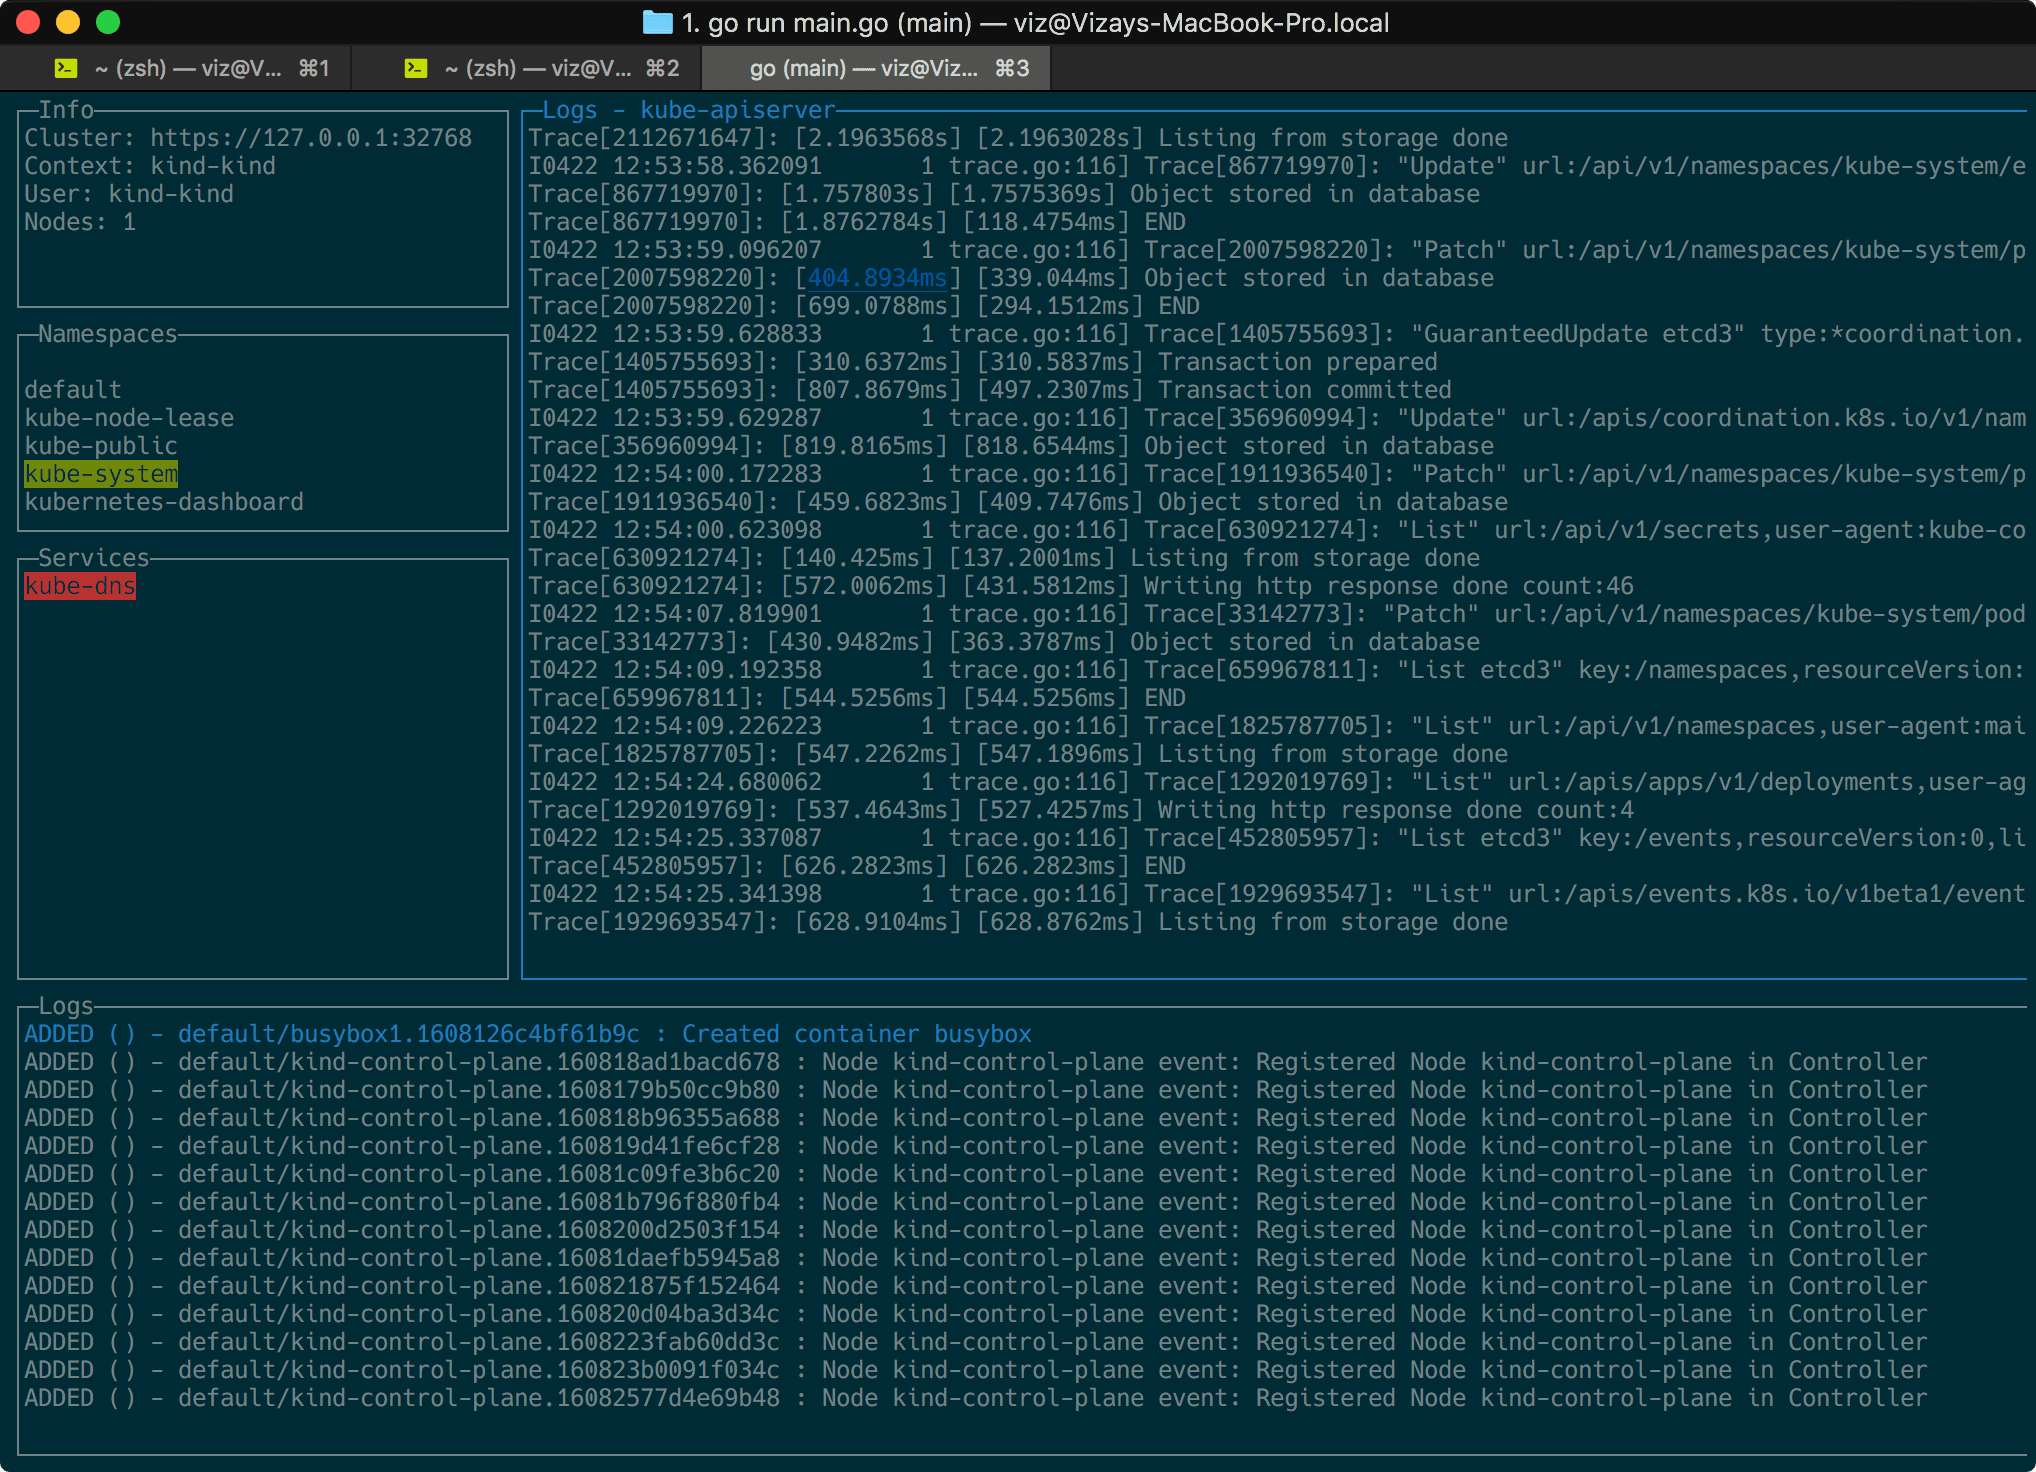 1. go run main.go (main) — viz@Vizays-MacBook-Pro.local
~ (zsh) — viz@V... ⌘1
~ (zsh) — viz@V... ⌘2
go (main) — viz@Viz... ⌘3
Info
Cluster: https://127.0.0.1:32768
Context: kind-kind
User: kind-kind
Nodes: 1
Namespaces
default
kube-node-lease
kube-public
kube-system
kubernetes-dashboard
Services
kube-dns
Logs - kube-apiserver
Trace[2112671647]: [2.1963568s] [2.1963028s] Listing from storage done
I0422 12:53:58.362091       1 trace.go:116] Trace[867719970]: "Update" url:/api/v1/namespaces/kube-system/e
Trace[867719970]: [1.757803s] [1.7575369s] Object stored in database
Trace[867719970]: [1.8762784s] [118.4754ms] END
I0422 12:53:59.096207       1 trace.go:116] Trace[2007598220]: "Patch" url:/api/v1/namespaces/kube-system/p
Trace[2007598220]: [404.8934ms] [339.044ms] Object stored in database
Trace[2007598220]: [699.0788ms] [294.1512ms] END
I0422 12:53:59.628833       1 trace.go:116] Trace[1405755693]: "GuaranteedUpdate etcd3" type:*coordination.
Trace[1405755693]: [310.6372ms] [310.5837ms] Transaction prepared
Trace[1405755693]: [807.8679ms] [497.2307ms] Transaction committed
I0422 12:53:59.629287       1 trace.go:116] Trace[356960994]: "Update" url:/apis/coordination.k8s.io/v1/nam
Trace[356960994]: [819.8165ms] [818.6544ms] Object stored in database
I0422 12:54:00.172283       1 trace.go:116] Trace[1911936540]: "Patch" url:/api/v1/namespaces/kube-system/p
Trace[1911936540]: [459.6823ms] [409.7476ms] Object stored in database
I0422 12:54:00.623098       1 trace.go:116] Trace[630921274]: "List" url:/api/v1/secrets,user-agent:kube-co
Trace[630921274]: [140.425ms] [137.2001ms] Listing from storage done
Trace[630921274]: [572.0062ms] [431.5812ms] Writing http response done count:46
I0422 12:54:07.819901       1 trace.go:116] Trace[33142773]: "Patch" url:/api/v1/namespaces/kube-system/pod
Trace[33142773]: [430.9482ms] [363.3787ms] Object stored in database
I0422 12:54:09.192358       1 trace.go:116] Trace[659967811]: "List etcd3" key:/namespaces,resourceVersion:
Trace[659967811]: [544.5256ms] [544.5256ms] END
I0422 12:54:09.226223       1 trace.go:116] Trace[1825787705]: "List" url:/api/v1/namespaces,user-agent:mai
Trace[1825787705]: [547.2262ms] [547.1896ms] Listing from storage done
I0422 12:54:24.680062       1 trace.go:116] Trace[1292019769]: "List" url:/apis/apps/v1/deployments,user-ag
Trace[1292019769]: [537.4643ms] [527.4257ms] Writing http response done count:4
I0422 12:54:25.337087       1 trace.go:116] Trace[452805957]: "List etcd3" key:/events,resourceVersion:0,li
Trace[452805957]: [626.2823ms] [626.2823ms] END
I0422 12:54:25.341398       1 trace.go:116] Trace[1929693547]: "List" url:/apis/events.k8s.io/v1beta1/event
Trace[1929693547]: [628.9104ms] [628.8762ms] Listing from storage done
Logs
ADDED () - default/busybox1.1608126c4bf61b9c : Created container busybox
ADDED () - default/kind-control-plane.160818ad1bacd678 : Node kind-control-plane event: Registered Node kind-control-plane in Controller
ADDED () - default/kind-control-plane.1608179b50cc9b80 : Node kind-control-plane event: Registered Node kind-control-plane in Controller
ADDED () - default/kind-control-plane.160818b96355a688 : Node kind-control-plane event: Registered Node kind-control-plane in Controller
ADDED () - default/kind-control-plane.160819d41fe6cf28 : Node kind-control-plane event: Registered Node kind-control-plane in Controller
ADDED () - default/kind-control-plane.16081c09fe3b6c20 : Node kind-control-plane event: Registered Node kind-control-plane in Controller
ADDED () - default/kind-control-plane.16081b796f880fb4 : Node kind-control-plane event: Registered Node kind-control-plane in Controller
ADDED () - default/kind-control-plane.1608200d2503f154 : Node kind-control-plane event: Registered Node kind-control-plane in Controller
ADDED () - default/kind-control-plane.16081daefb5945a8 : Node kind-control-plane event: Registered Node kind-control-plane in Controller
ADDED () - default/kind-control-plane.160821875f152464 : Node kind-control-plane event: Registered Node kind-control-plane in Controller
ADDED () - default/kind-control-plane.160820d04ba3d34c : Node kind-control-plane event: Registered Node kind-control-plane in Controller
ADDED () - default/kind-control-plane.1608223fab60dd3c : Node kind-control-plane event: Registered Node kind-control-plane in Controller
ADDED () - default/kind-control-plane.160823b0091f034c : Node kind-control-plane event: Registered Node kind-control-plane in Controller
ADDED () - default/kind-control-plane.16082577d4e69b48 : Node kind-control-plane event: Registered Node kind-control-plane in Controller